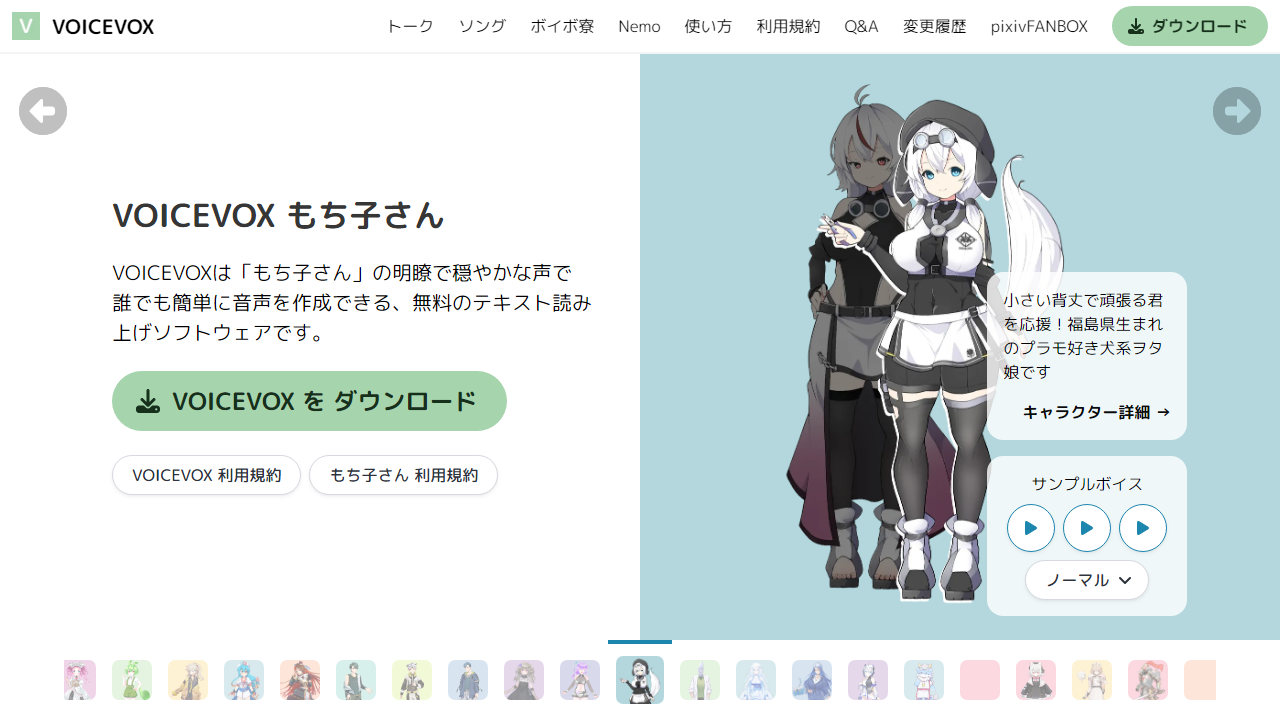 V VOICEVOX トーク ソング ボイボ寮 Nemo 使い方 利用規約 Q&A 変更履歴 pixivFANBOX ダウンロード
VOICEVOX もち子さん
VOICEVOXは「もち子さん」の明瞭で穏やかな声で
誰でも簡単に音声を作成できる、無料のテキスト読み
上げソフトウェアです。
VOICEVOX を ダウンロード
VOICEVOX 利用規約 もち子さん 利用規約
小さい背丈で頑張る君
を応援！福島県生まれ
のプラモ好き犬系ヲタ
娘です
キャラクター詳細 →
サンプルボイス
ノーマル